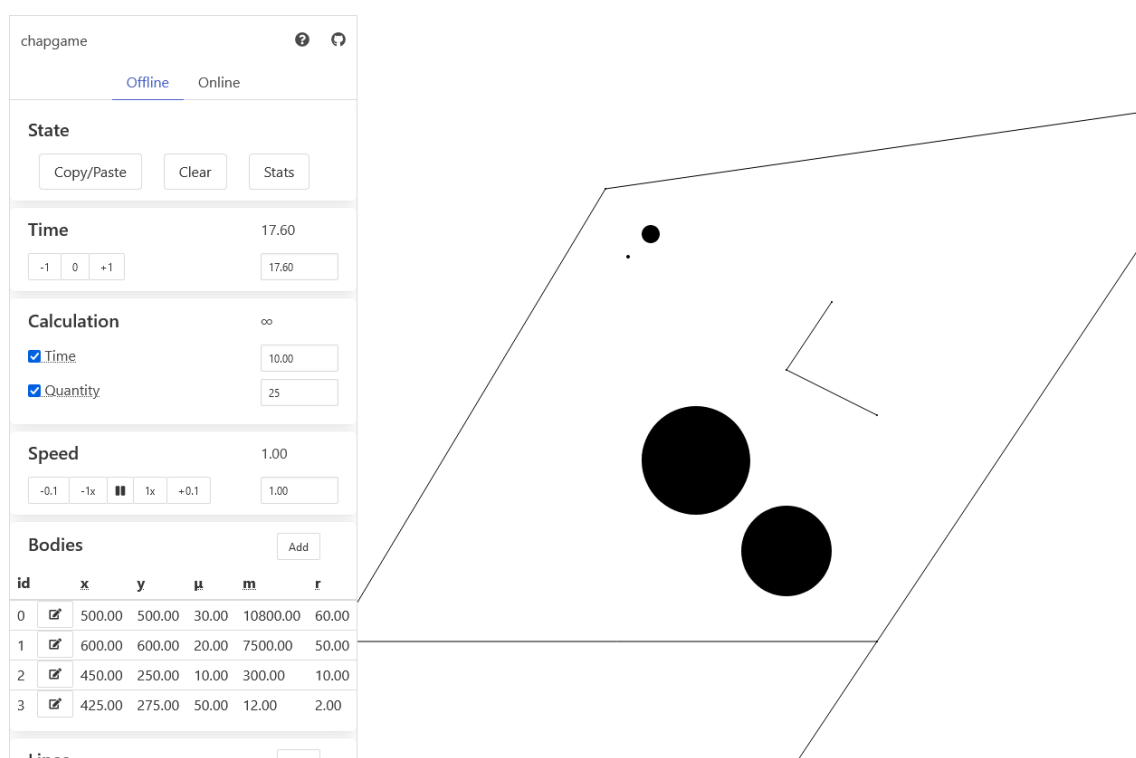 chapgame
Offline Online
State
Copy/Paste Clear Stats
Time 17.60
-1 0 +1 17.60
Calculation ∞
Time 10.00
Quantity 25
Speed 1.00
-0.1 -1x 1x +0.1 1.00
Bodies Add
id x y μ m r
0 500.00 500.00 30.00 10800.00 60.00
1 600.00 600.00 20.00 7500.00 50.00
2 450.00 250.00 10.00 300.00 10.00
3 425.00 275.00 50.00 12.00 2.00